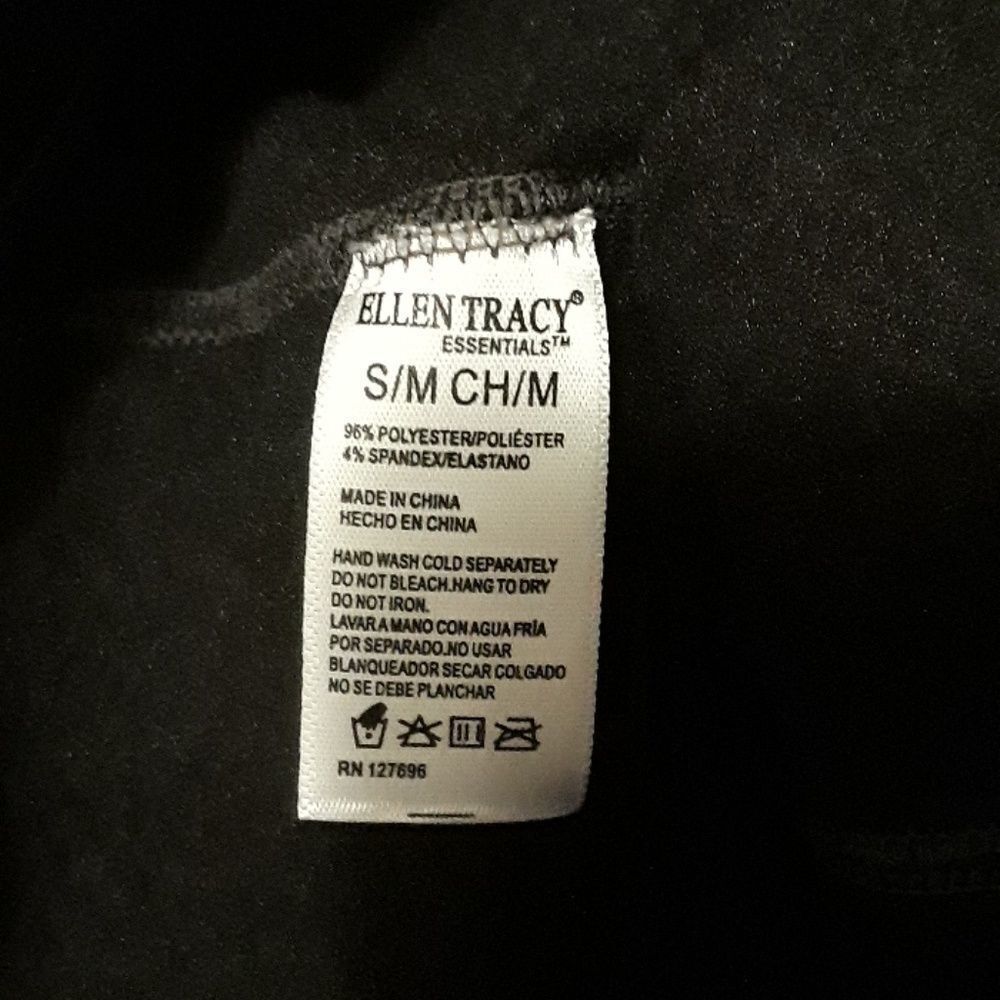 ELLEN TRACY®
ESSENTIALS™
S/M CH/M
96% POLYESTER/POLIÉSTER
4% SPANDEX/ELASTANO
MADE IN CHINA
HECHO EN CHINA
HAND WASH COLD SEPARATELY
DO NOT BLEACH.HANG TO DRY
DO NOT IRON.
LAVAR A MANO CON AGUA FRÍA
POR SEPARADO.NO USAR
BLANQUEADOR SECAR COLGADO
NO SE DEBE PLANCHAR
RN 127696